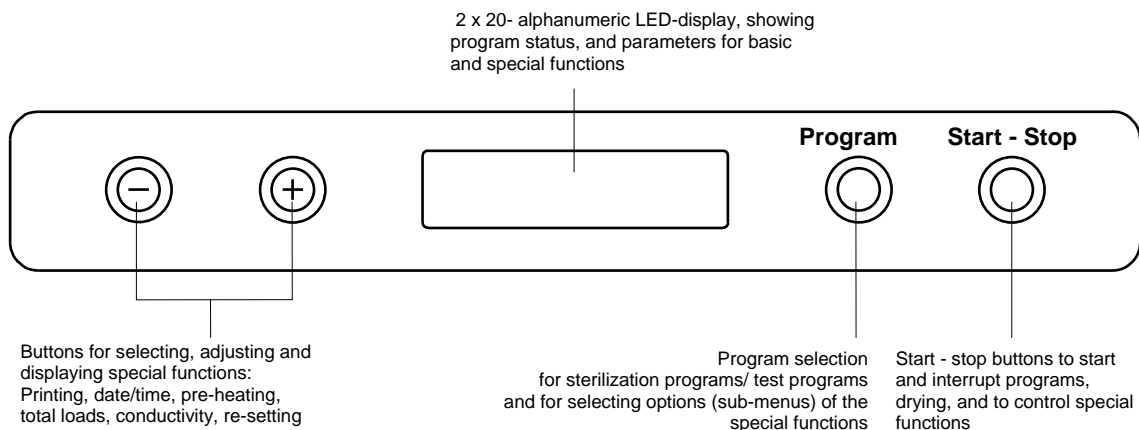 2 x 20- alphanumeric LED-display, showing
program status, and parameters for basic
and special functions
Program
Start - Stop
−
+
Buttons for selecting, adjusting and
displaying special functions:
Printing, date/time, pre-heating,
total loads, conductivity, re-setting
Program selection
for sterilization programs/ test programs
and for selecting options (sub-menus) of the
special functions
Start - stop buttons to start
and interrupt programs,
drying, and to control special
functions